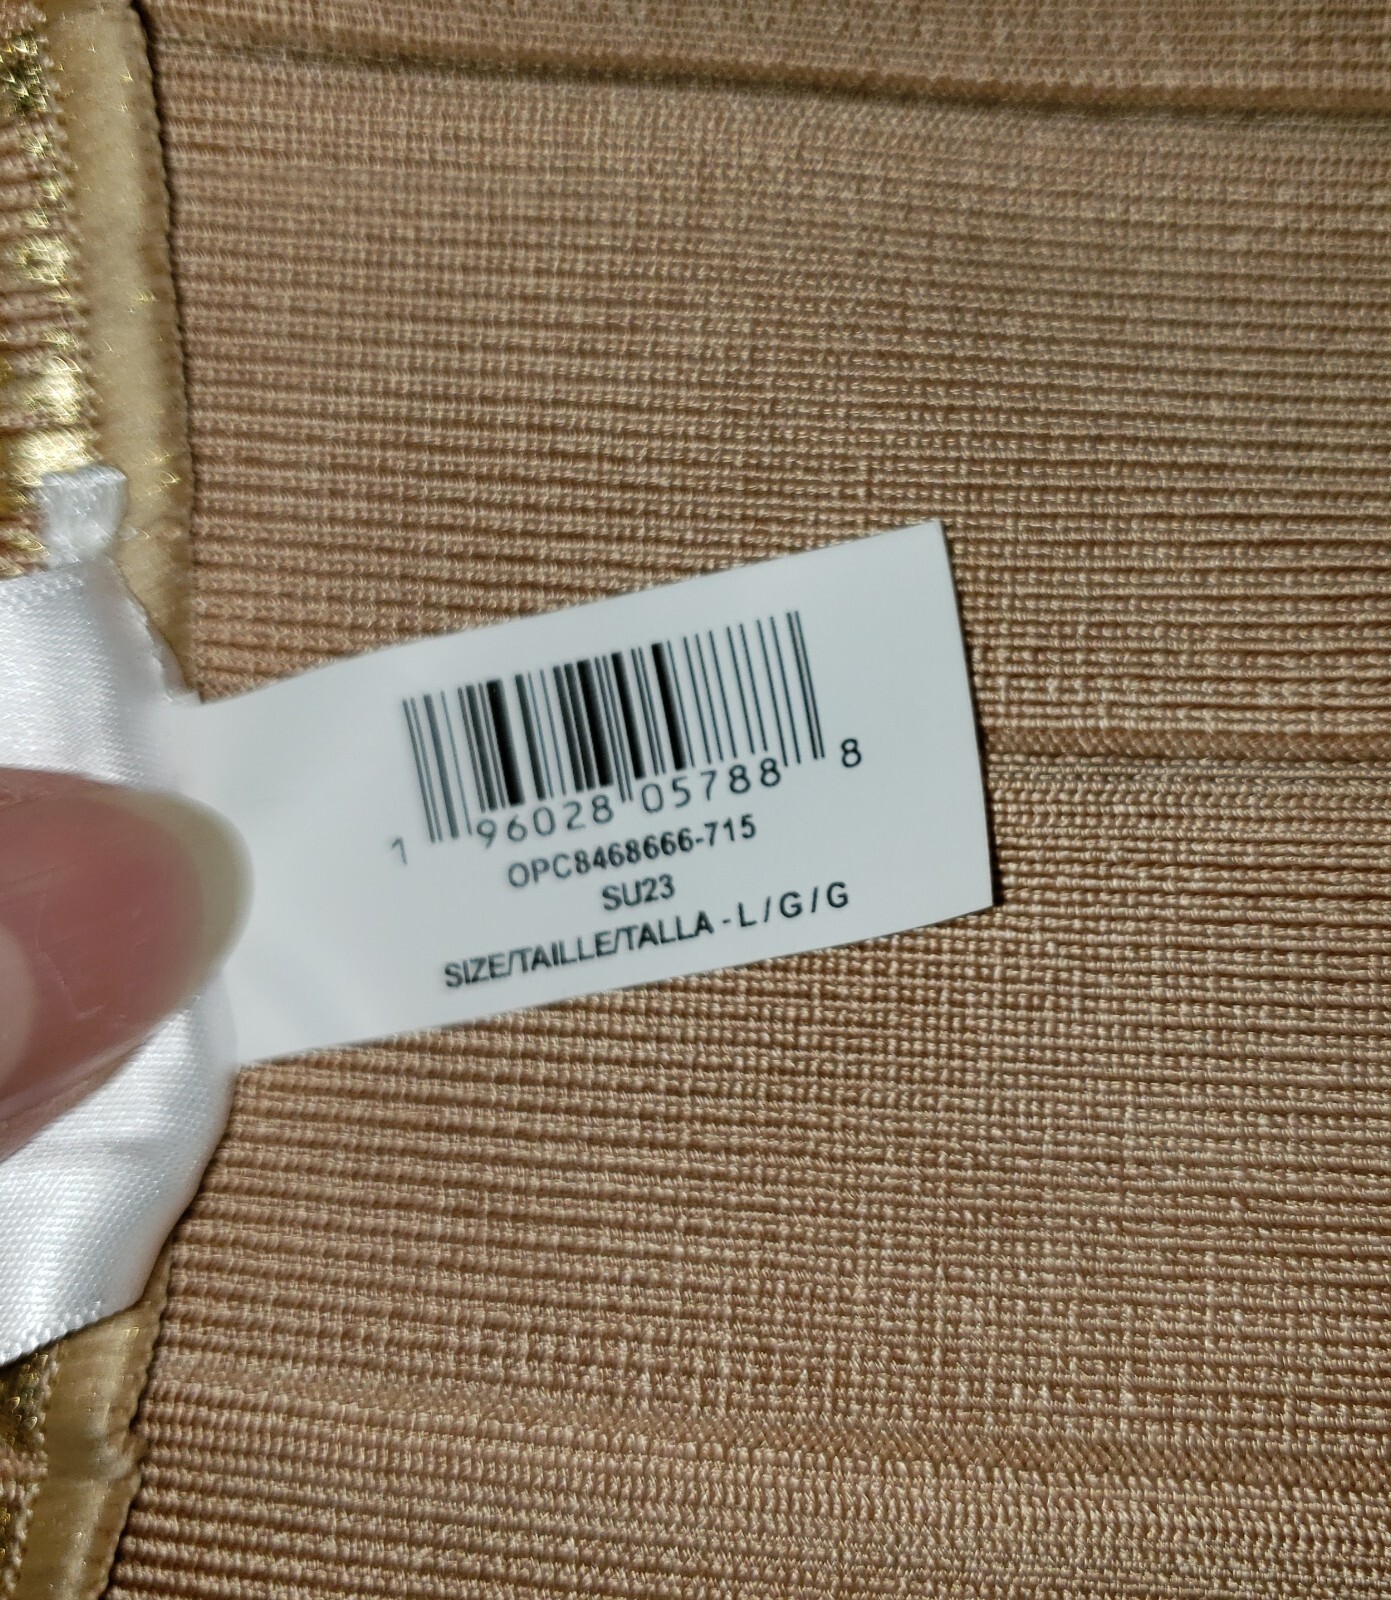 1 96028 05788 8
OPC8468666-715
SU23
SIZE/TAILLE/TALLA - L / G / G